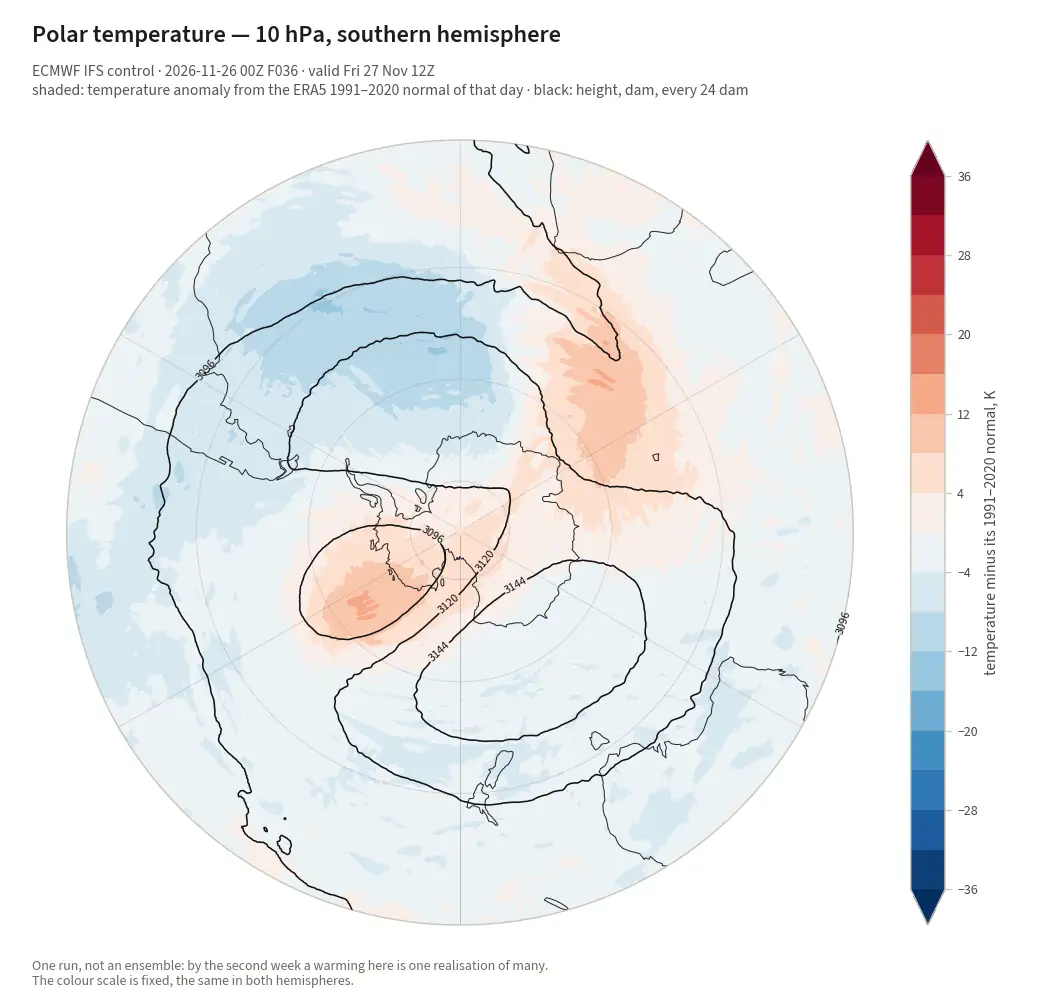 Polar temperature — 10 hPa, southern hemisphere
ECMWF IFS control · 2026-11-26 00Z F036 · valid Fri 27 Nov 12Z
shaded: temperature anomaly from the ERA5 1991–2020 normal of that day · black: height, dam, every 24 dam
36
28
20
12
4
−4
−12
−20
−28
−36
temperature minus its 1991–2020 normal, K
3096
3096
3120
3144
3120
3096
3144
One run, not an ensemble: by the second week a warming here is one realisation of many.
The colour scale is fixed, the same in both hemispheres.